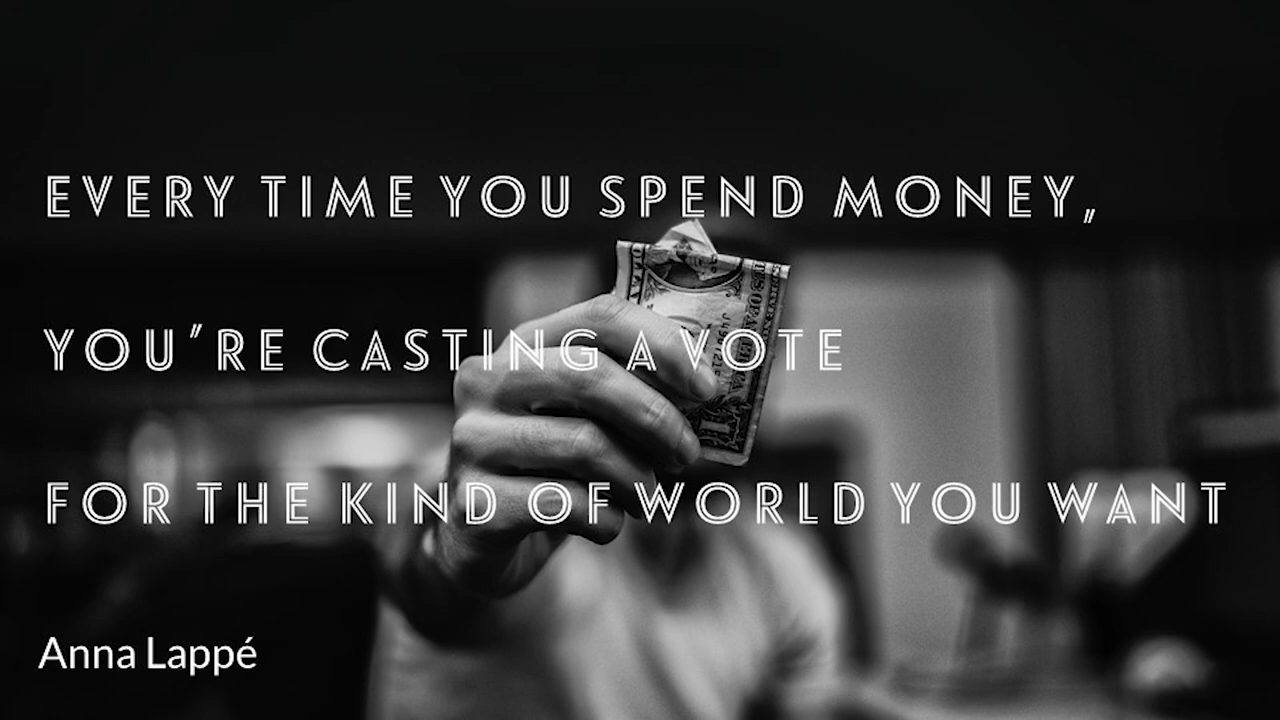 EVERY TIME YOU SPEND MONEY,
YOU'RE CASTING A VOTE
FOR THE KIND OF WORLD YOU WANT
Anna Lappé